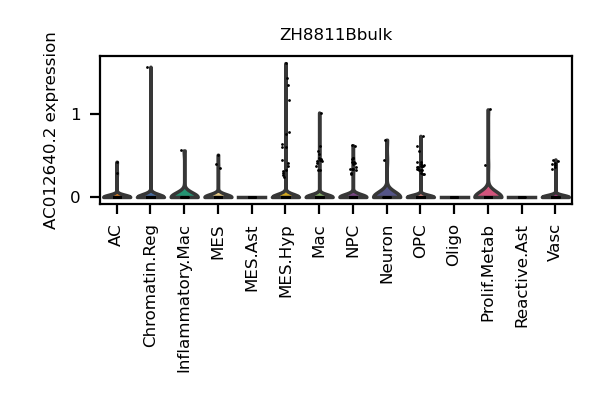 ZH8811Bbulk
AC012640.2 expression
1
0
AC
Chromatin.Reg
Inflammatory.Mac
MES
MES.Ast
MES.Hyp
Mac
NPC
Neuron
OPC
Oligo
Prolif.Metab
Reactive.Ast
Vasc